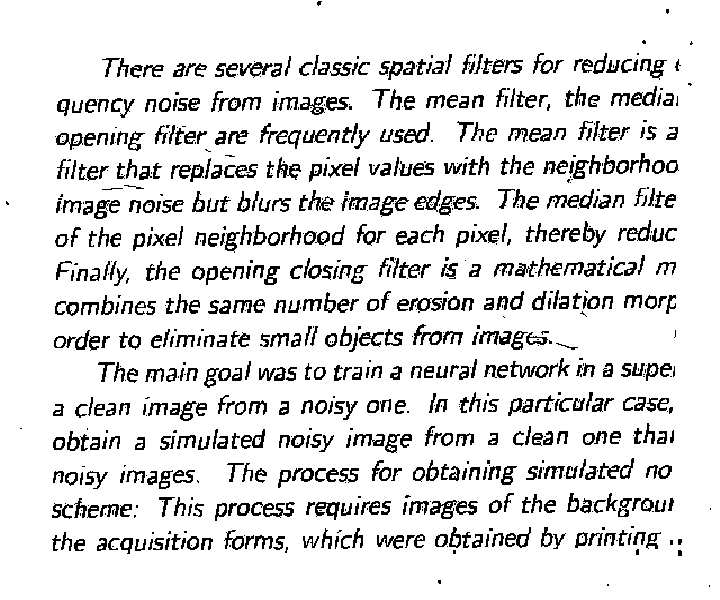 There are several classic spatial filters for reducing
quency noise from images. The mean filter, the media
opening filter are frequently used. The mean filter is a
filter that replaces the pixel values with the neighborhoo
image noise but blurs the image edges. The median filte
of the pixel neighborhood for each pixel, thereby reduc
Finally, the opening closing filter is a mathematical m
combines the same number of erosion and dilation morp
order to eliminate small objects from images.
The main goal was to train a neural network in a super
a clean image from a noisy one. In this particular case,
obtain a simulated noisy image from a clean one that
noisy images. The process for obtaining simulated no
scheme: This process requires images of the backgroun
the acquisition forms, which were obtained by printing